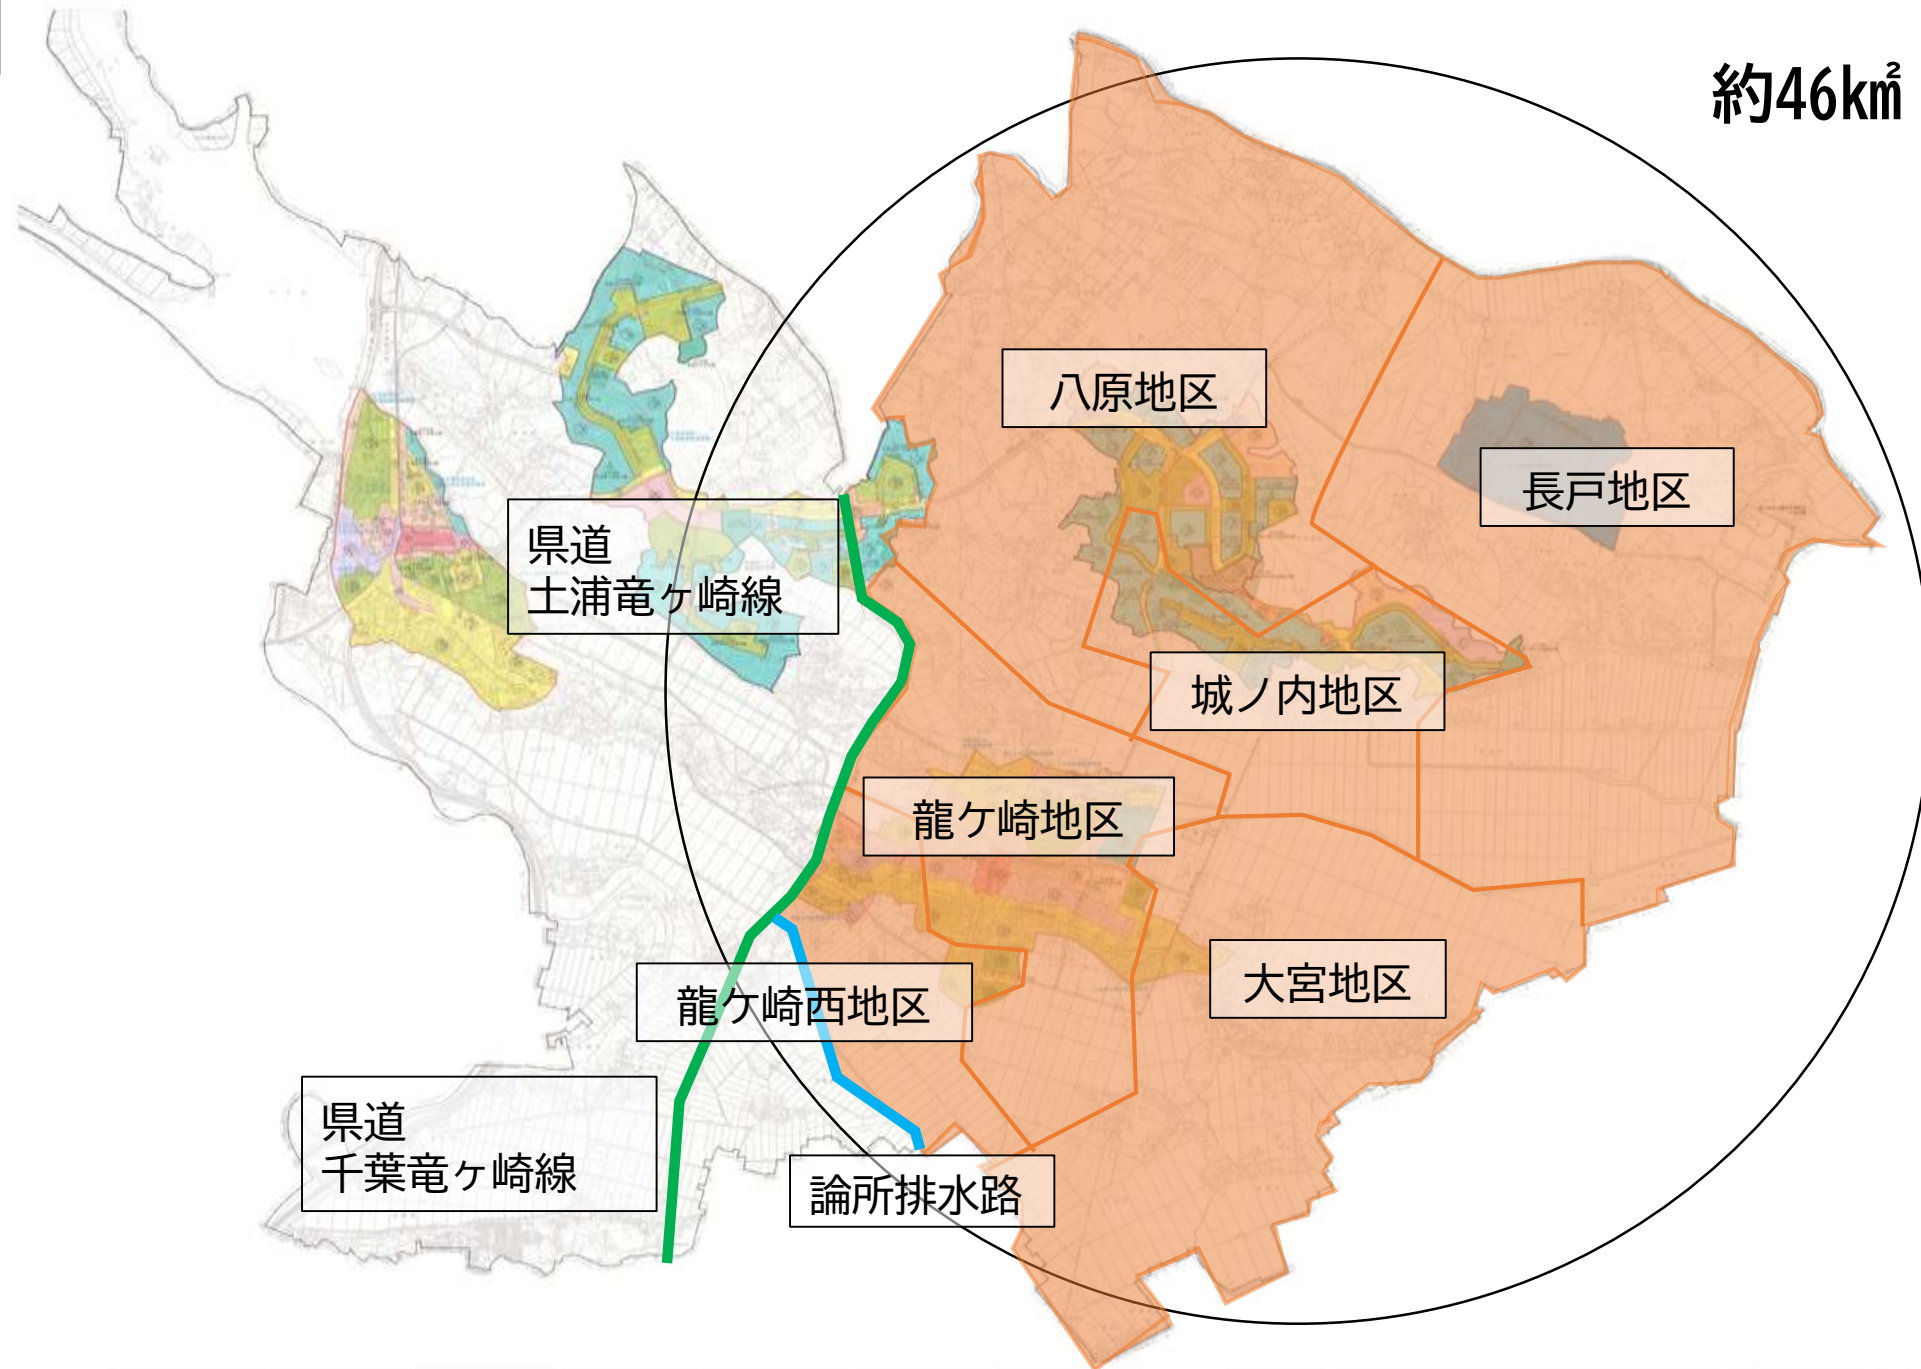 約46k㎡
八原地区
長戸地区
県道
土浦竜ヶ崎線
城ノ内地区
龍ケ崎地区
大宮地区
龍ケ崎西地区
県道
千葉竜ヶ崎線
論所排水路